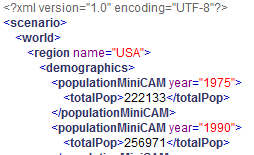 <?xml version="1.0" encoding="UTF-8"?>
<scenario>
<world>
<region name="USA">
<demographics>
<populationMiniCAM year="1975">
<totalPop>222133</totalPop>
</populationMiniCAM>
<populationMiniCAM year="1990">
<totalPop>256971</totalPop>